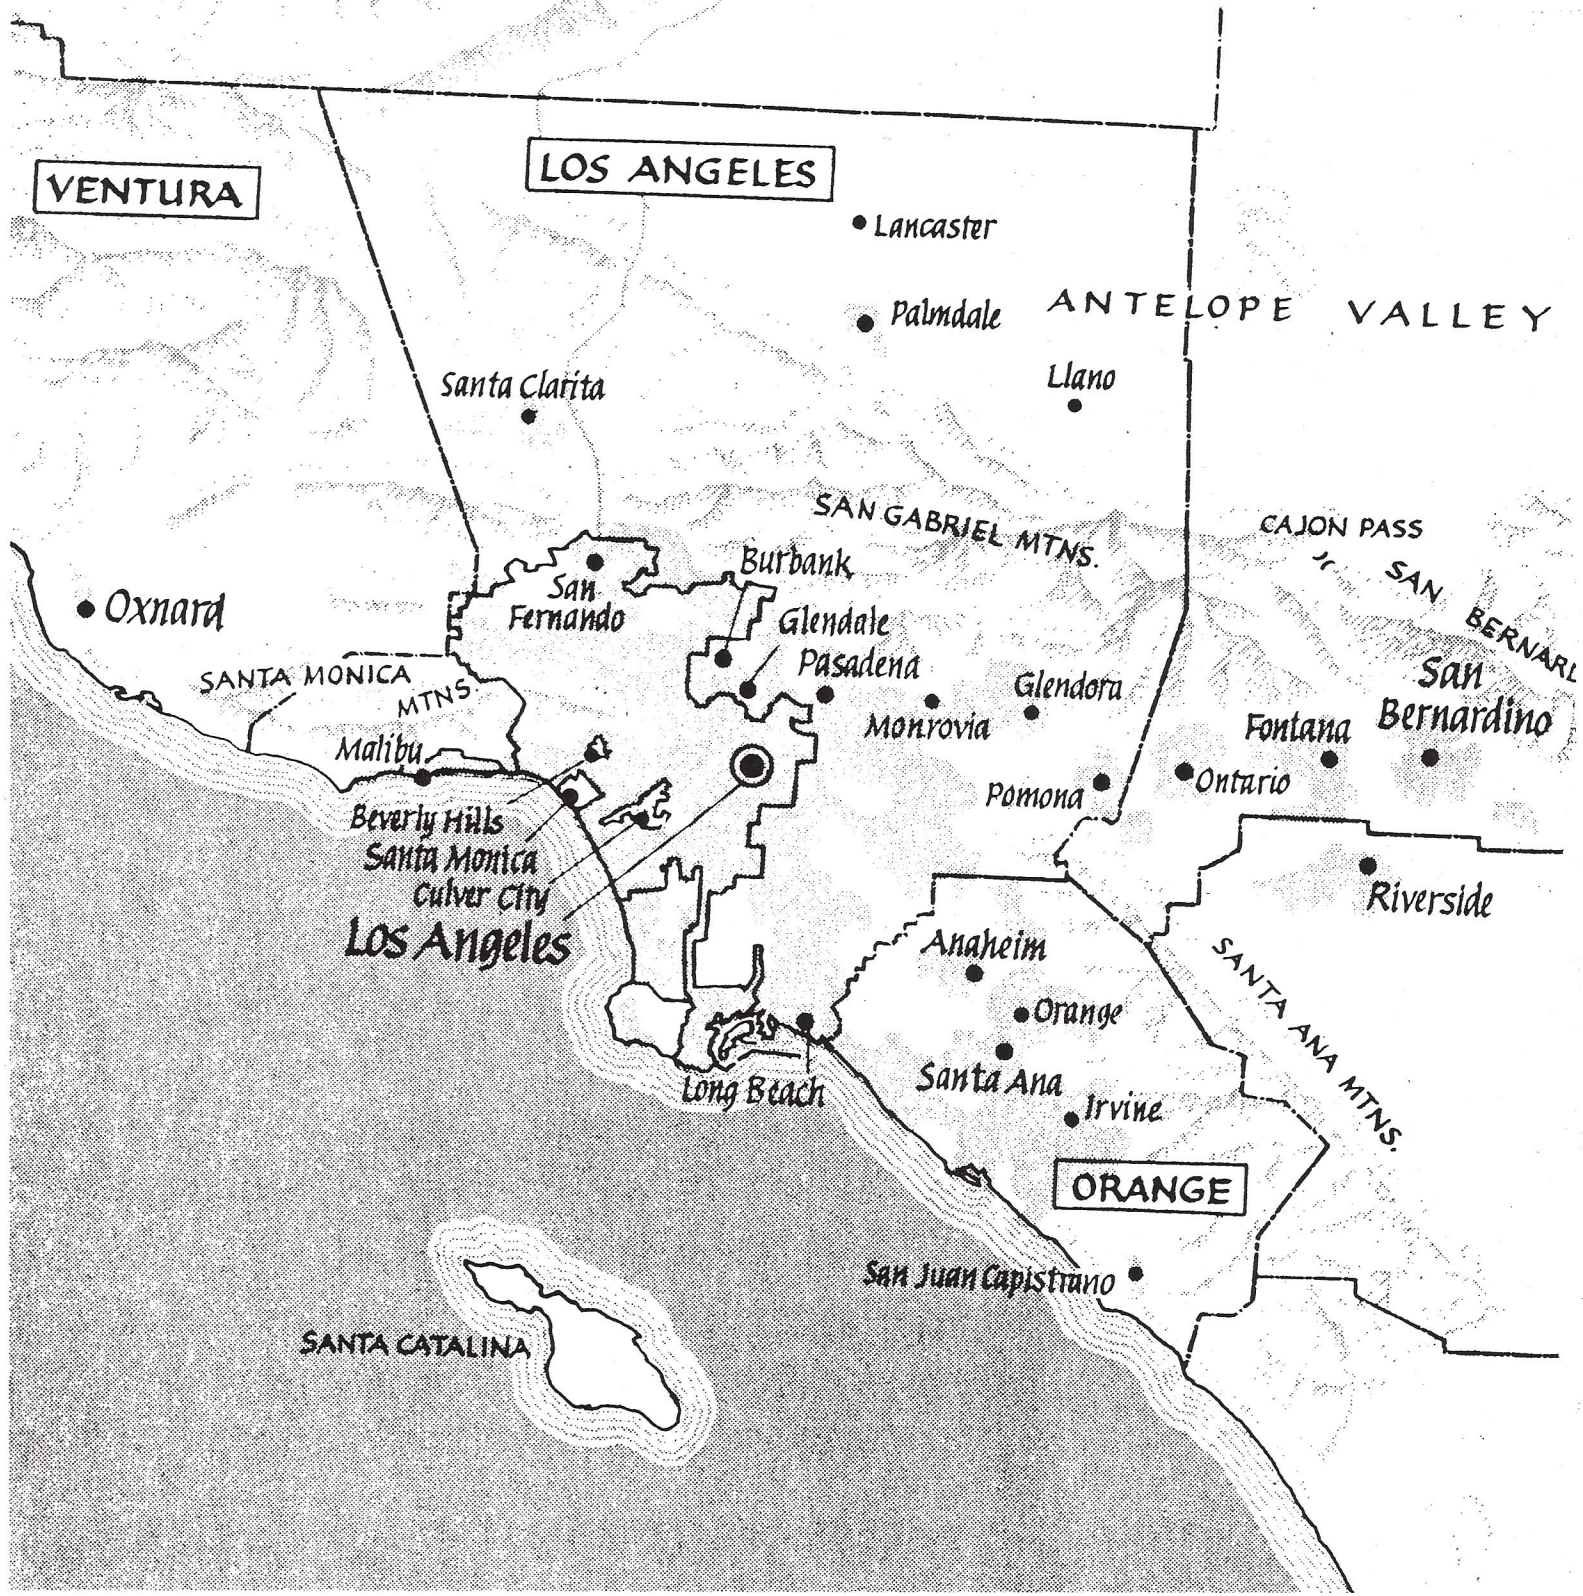 VENTURA
LOS ANGELES
Lancaster
Palmdale
ANTELOPE VALLEY
Llano
Santa Clarita
SAN GABRIEL MTNS.
CAJON PASS
SAN BERNARD
San
Bernardino
Burbank
San
Fernando
Oxnard
Glendale
Pasadena
SANTA MONICA
MTNS.
Monrovia
Glendora
Fontana
Malibu
Pomona
Ontario
Beverly Hills
Santa Monica
Culver City
Los Angeles
Riverside
Anaheim
Orange
SANTA ANA MTNS.
Santa Ana
Long Beach
Irvine
ORANGE
San Juan Capistrano
SANTA CATALINA